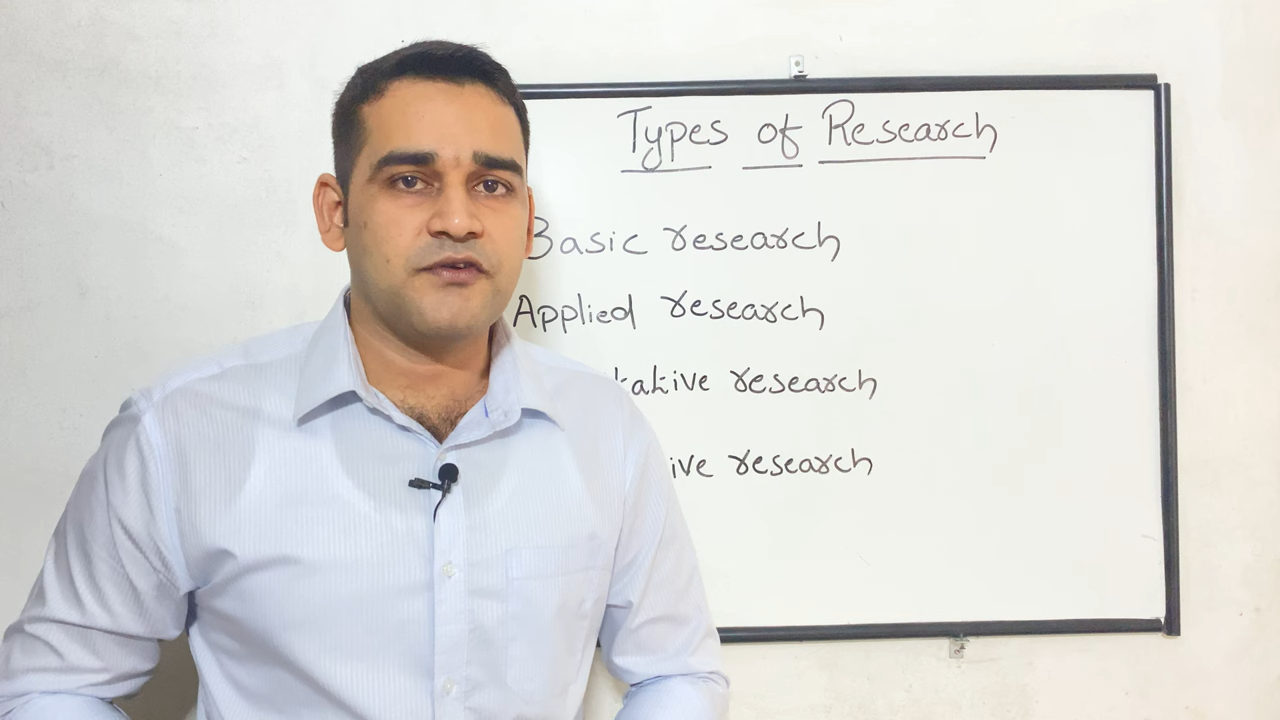 Types of Research
Basic research
Applied research
research
research